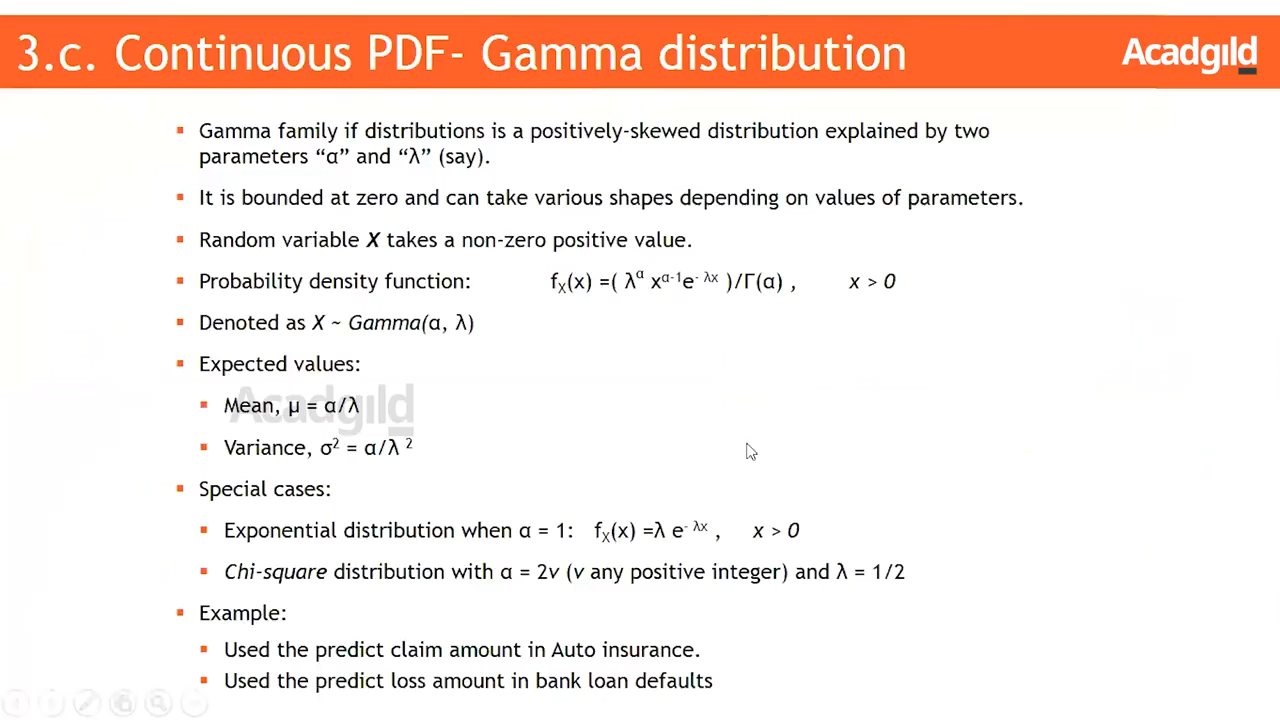 3.c. Continuous PDF- Gamma distribution
Acadgild
▪ Gamma family if distributions is a positively-skewed distribution explained by two
parameters “α” and “λ” (say).
▪ It is bounded at zero and can take various shapes depending on values of parameters.
▪ Random variable X takes a non-zero positive value.
▪ Probability density function: fₓ(x) =( λᵅ xᵅ⁻¹e⁻ ᵏˣ )/Γ(α) , x > 0
▪ Denoted as X ~ Gamma(α, λ)
▪ Expected values:
Acadgild
▪ Mean, μ = α/λ
▪ Variance, σ² = α/λ ²
▪ Special cases:
▪ Exponential distribution when α = 1: fₓ(x) =λ e^- λx , x > 0
▪ Chi-square distribution with α = 2v (v any positive integer) and λ = 1/2
▪ Example:
▪ Used the predict claim amount in Auto insurance.
▪ Used the predict loss amount in bank loan defaults